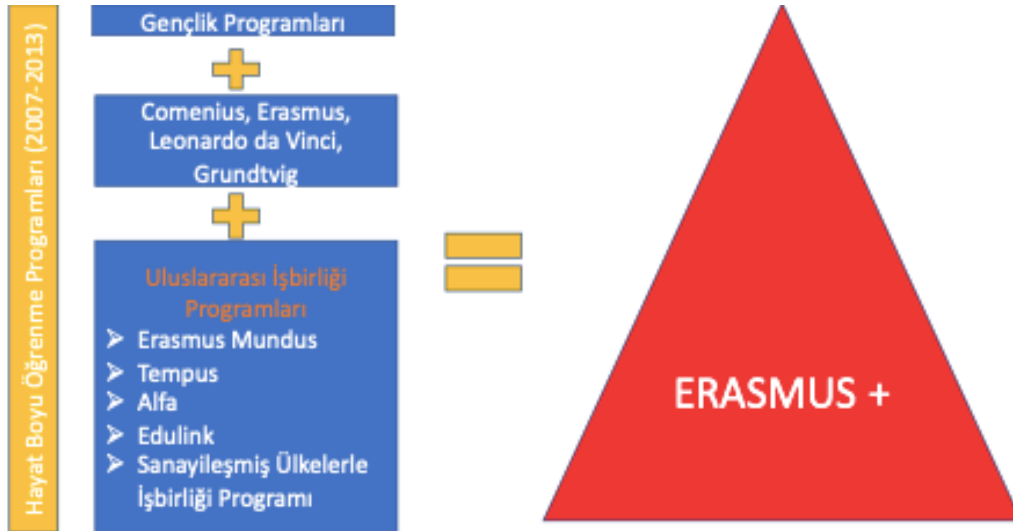 Hayat Boyu Öğrenme Programları (2007-2013)
Gençlik Programları
Comenius, Erasmus,
Leonardo da Vinci,
Grundtvig
Uluslararası İşbirliği
Programları
➢ Erasmus Mundus
➢ Tempus
➢ Alfa
➢ Edulink
➢ Sanayileşmiş Ülkelerle
İşbirliği Programı
ERASMUS +